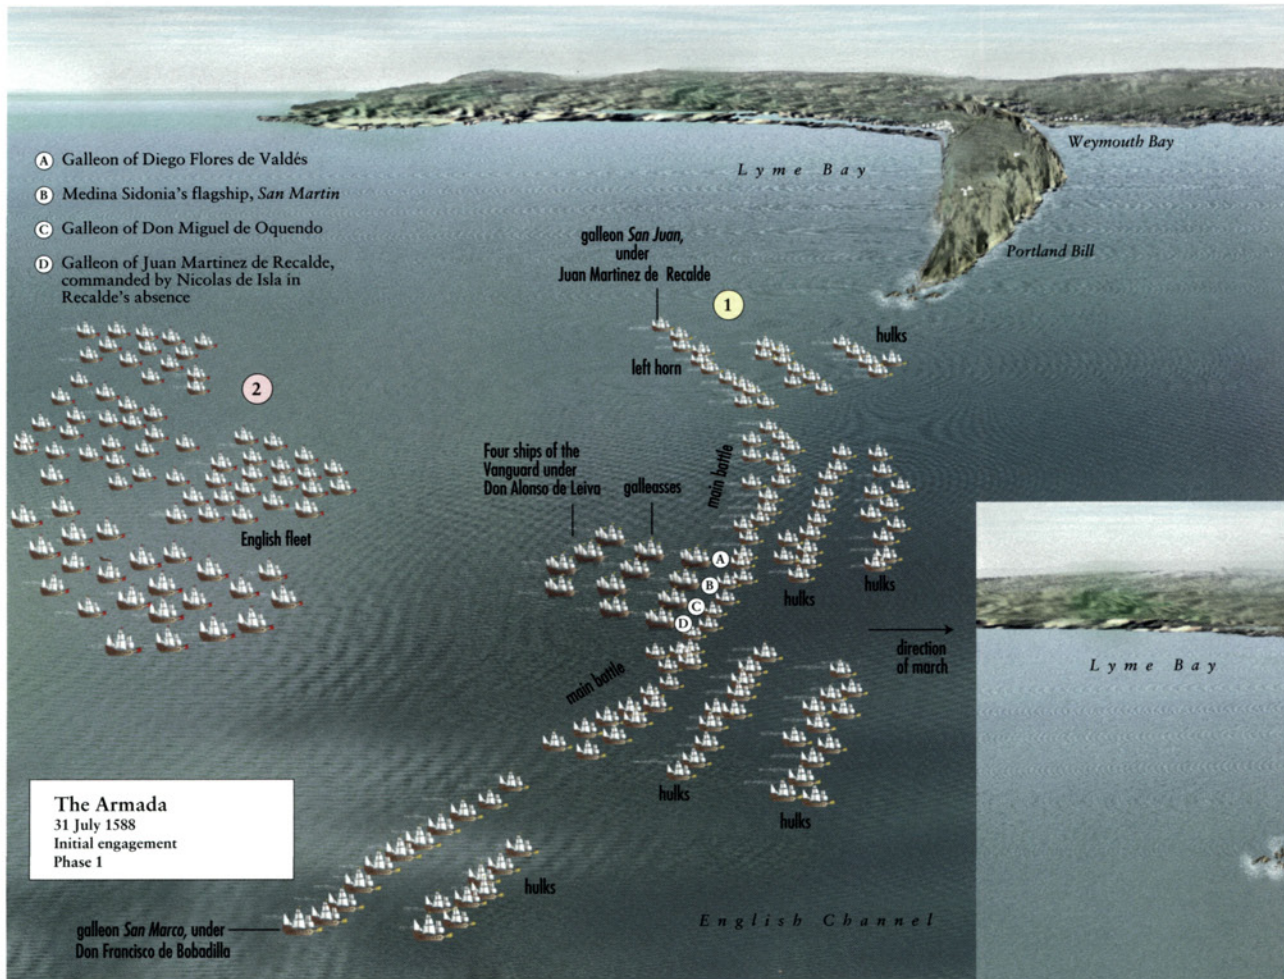 Lyme Bay
Weymouth Bay
Portland Bill
A Galleon of Diego Flores de Valdés
B Medina Sidonia's flagship, San Martin
C Galleon of Don Miguel de Oquendo
D Galleon of Juan Martinez de Recalde,
commanded by Nicolas de Isla in
Recalde's absence
galleon San Juan,
under
Juan Martinez de Recalde
1
hulks
left horn
2
English fleet
Four ships of the
Vanguard under
Don Alonso de Leiva
galleasses
main battle
A
B
C
D
hulks
hulks
direction
of march
main battle
hulks
hulks
Lyme Bay
The Armada
31 July 1588
Initial engagement
Phase 1
hulks
galleon San Marco, under
Don Francisco de Bobadilla
English Channel